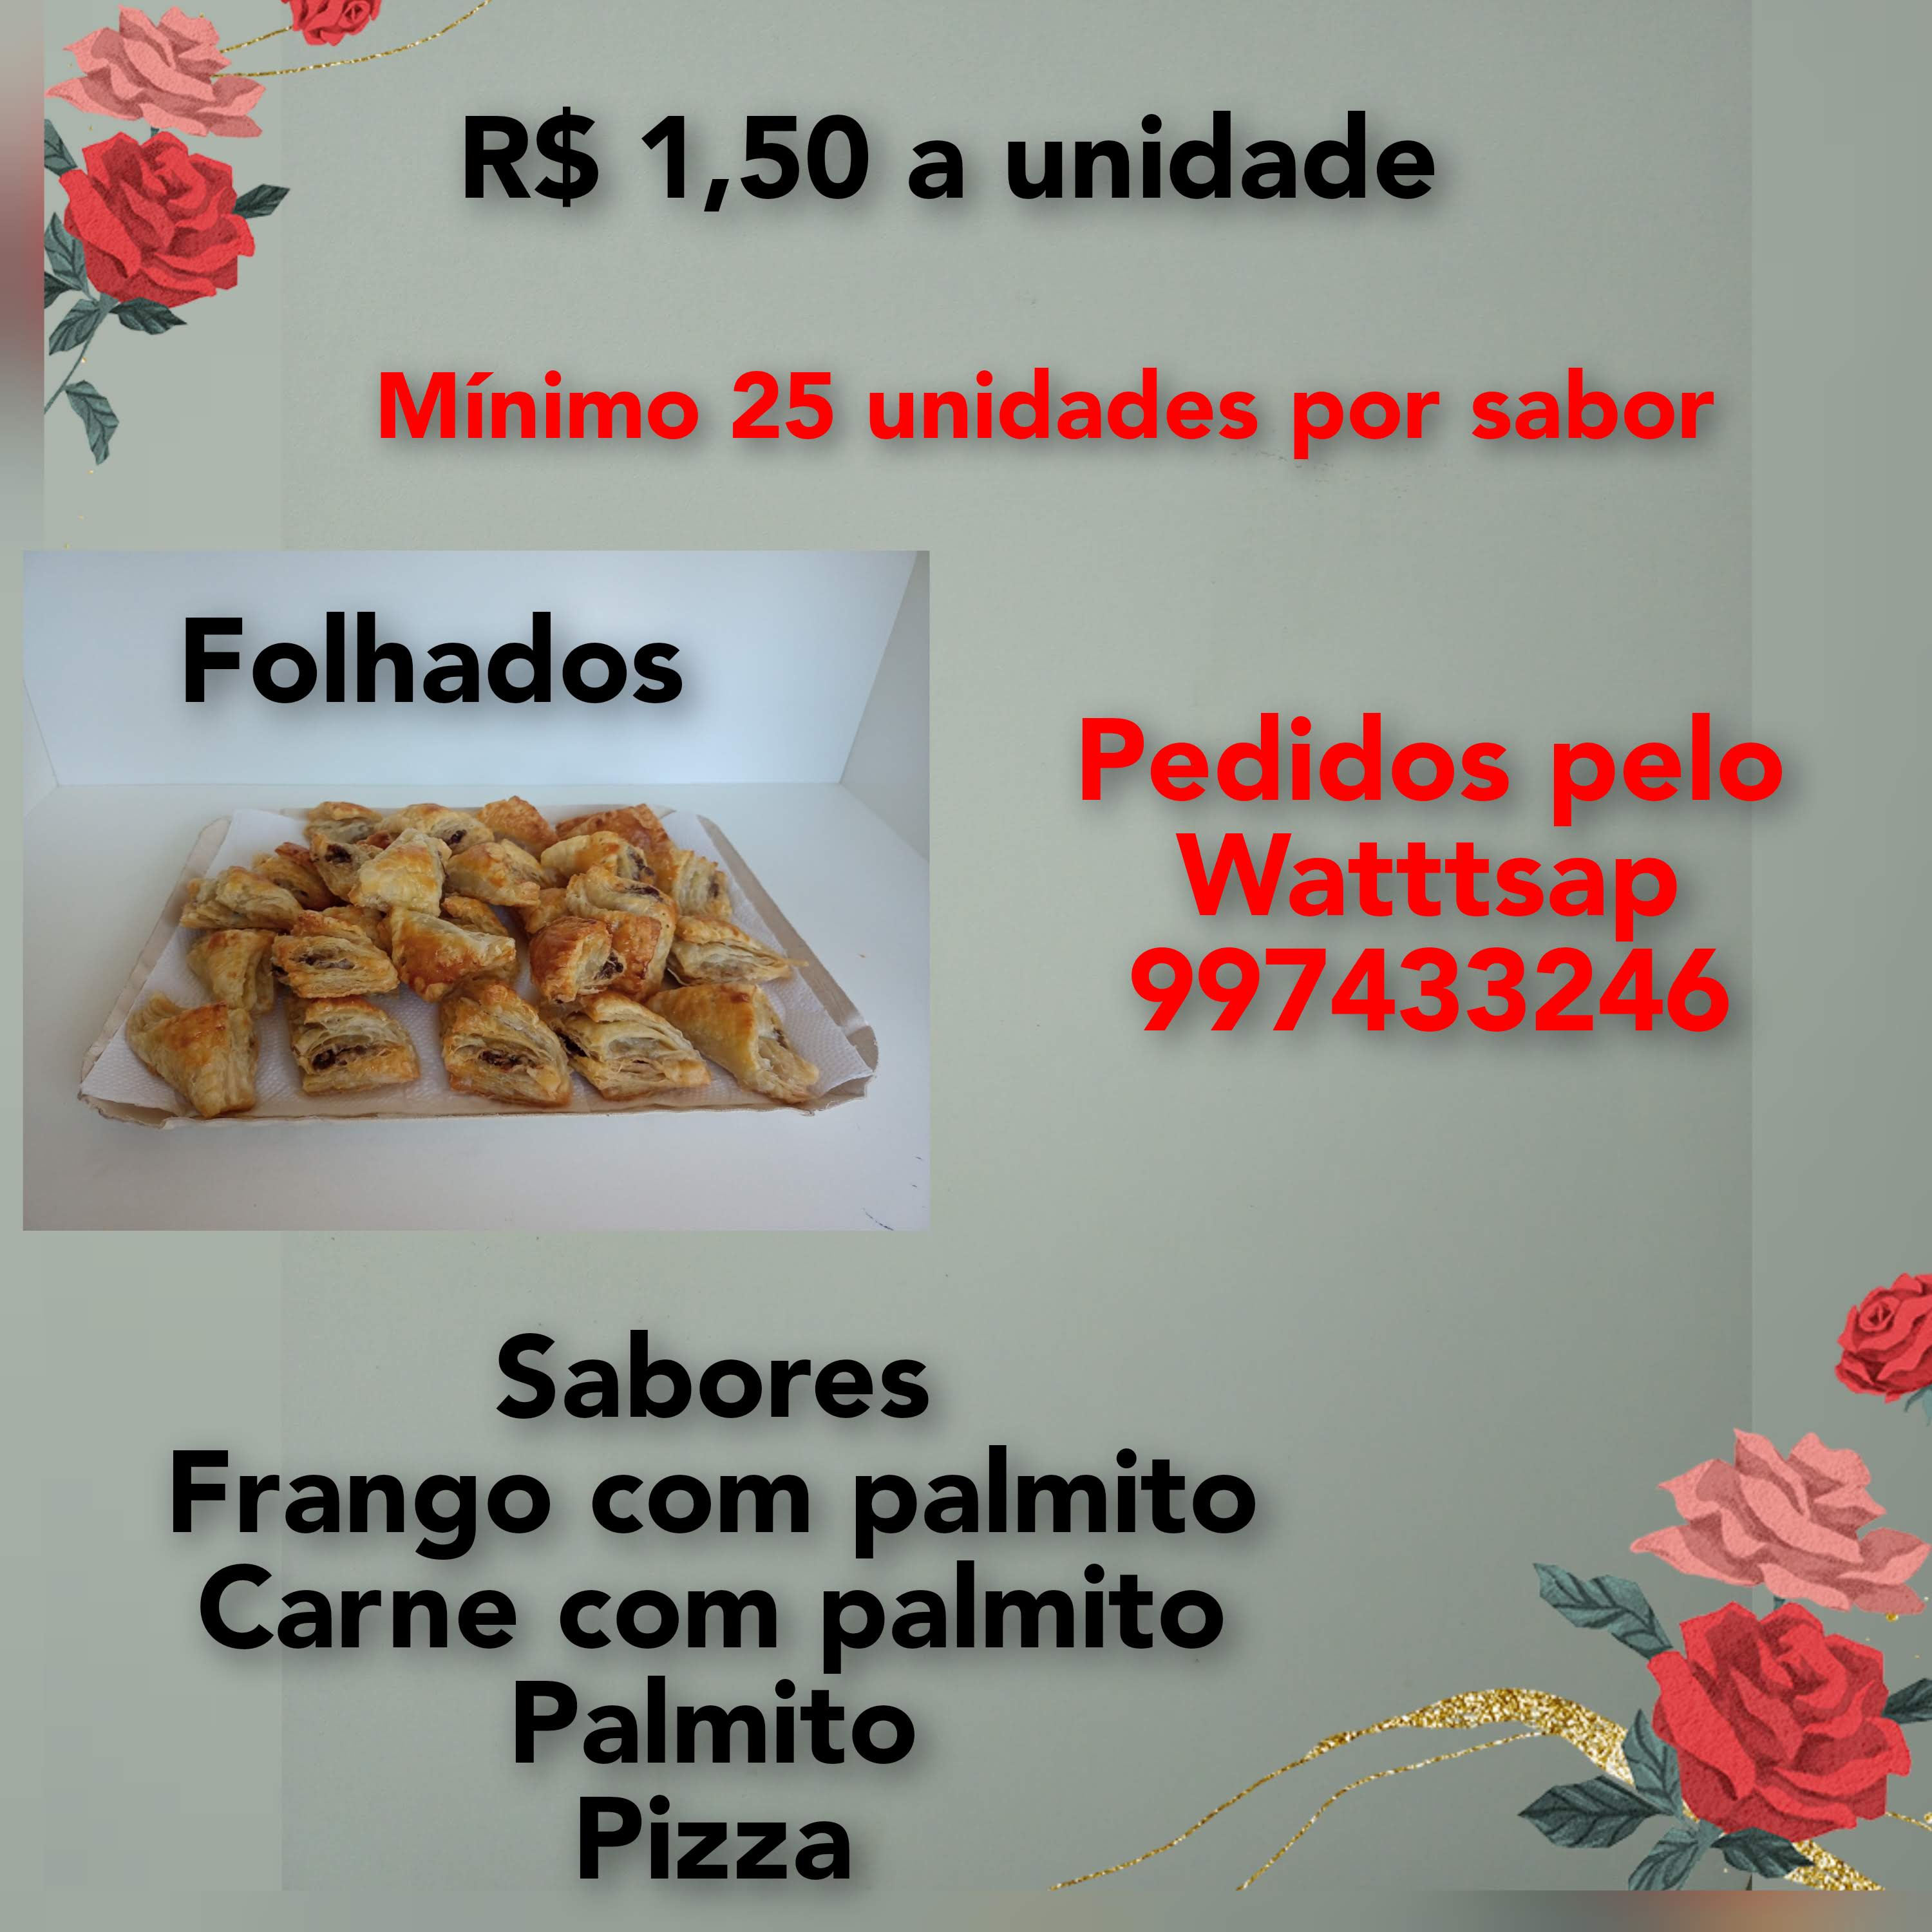 R$ 1,50 a unidade
Mínimo 25 unidades por sabor
Folhados
Pedidos pelo
Watttsap
997433246
Sabores
Frango com palmito
Carne com palmito
Palmito
Pizza